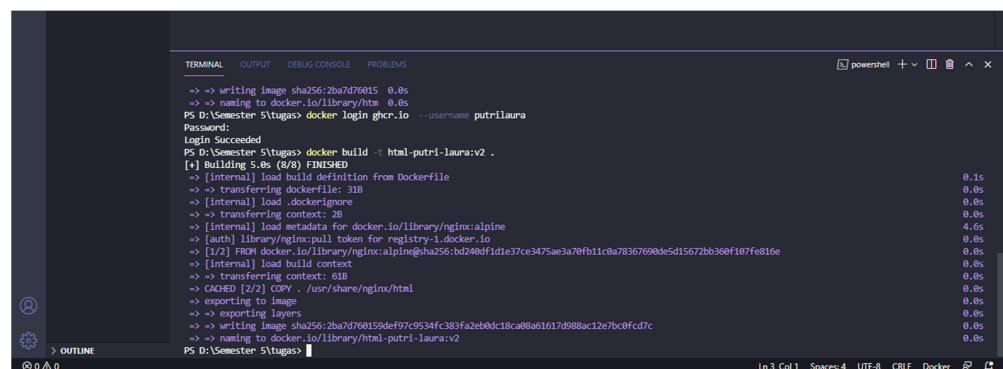 TERMINAL OUTPUT DEBUG CONSOLE PROBLEMS powershell
=> => writing image sha256:2ba7d76015 0.0s
=> => naming to docker.io/library/htm 0.0s
PS D:\Semester 5\tugas> docker login ghcr.io --username putrilaura
Password:
Login Succeeded
PS D:\Semester 5\tugas> docker build -t html-putri-laura:v2 .
[+] Building 5.0s (8/8) FINISHED
=> [internal] load build definition from Dockerfile 0.1s
=> => transferring dockerfile: 31B 0.0s
=> [internal] load .dockerignore 0.0s
=> => transferring context: 2B 0.0s
=> [internal] load metadata for docker.io/library/nginx:alpine 4.6s
=> [auth] library/nginx:pull token for registry-1.docker.io 0.0s
=> [1/2] FROM docker.io/library/nginx:alpine@sha256:bd240df1d1e37ce3475ae3a70fb11c0a78367690de5d15672bb360f107fe816e 0.0s
=> [internal] load build context 0.0s
=> => transferring context: 61B 0.0s
=> CACHED [2/2] COPY . /usr/share/nginx/html 0.0s
=> exporting to image 0.0s
=> => exporting layers 0.0s
=> => writing image sha256:2ba7d760159def97c9534fc383fa2eb0dc18ca08a61617d988ac12e7bc0fcd7c 0.0s
=> => naming to docker.io/library/html-putri-laura:v2 0.0s
PS D:\Semester 5\tugas>
OUTLINE
0 0 Ln 3, Col 1 Spaces: 4 UTF-8 CRLF Docker